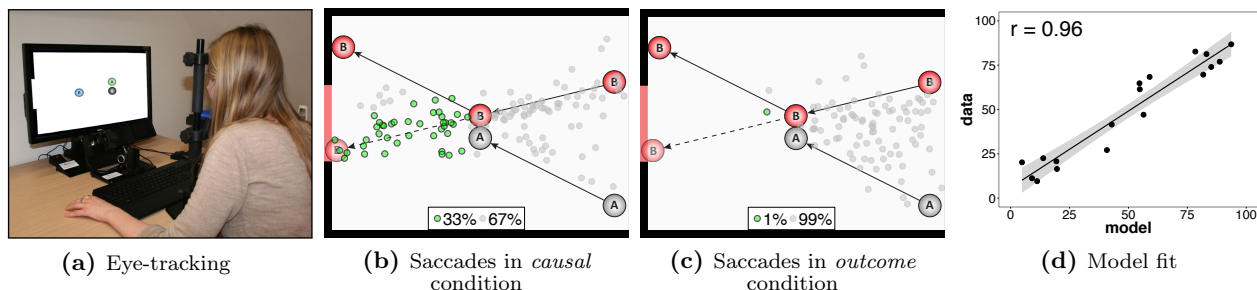 B
A
B
B
B
A
A
33% 67%
B
B
B
B
A
A
1% 99%
r = 0.96
100
75
50
25
0
data
0 25 50 75 100
model
(a) Eye-tracking
(b) Saccades in causal
condition
(c) Saccades in outcome
condition
(d) Model fit